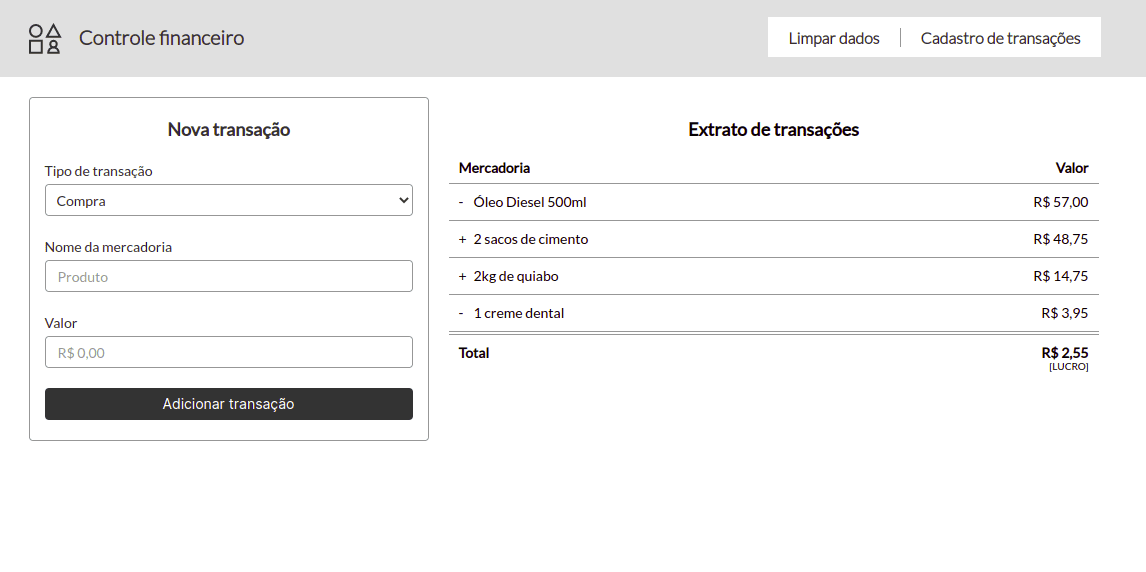 Controle financeiro
Limpar dados
Cadastro de transações
Nova transação
Tipo de transação
Compra
Nome da mercadoria
Produto
Valor
R$ 0,00
Adicionar transação
Extrato de transações
Mercadoria Valor
- Óleo Diesel 500ml R$ 57,00
+ 2 sacos de cimento R$ 48,75
+ 2kg de quiabo R$ 14,75
- 1 creme dental R$ 3,95
Total R$ 2,55
[LUCRO]